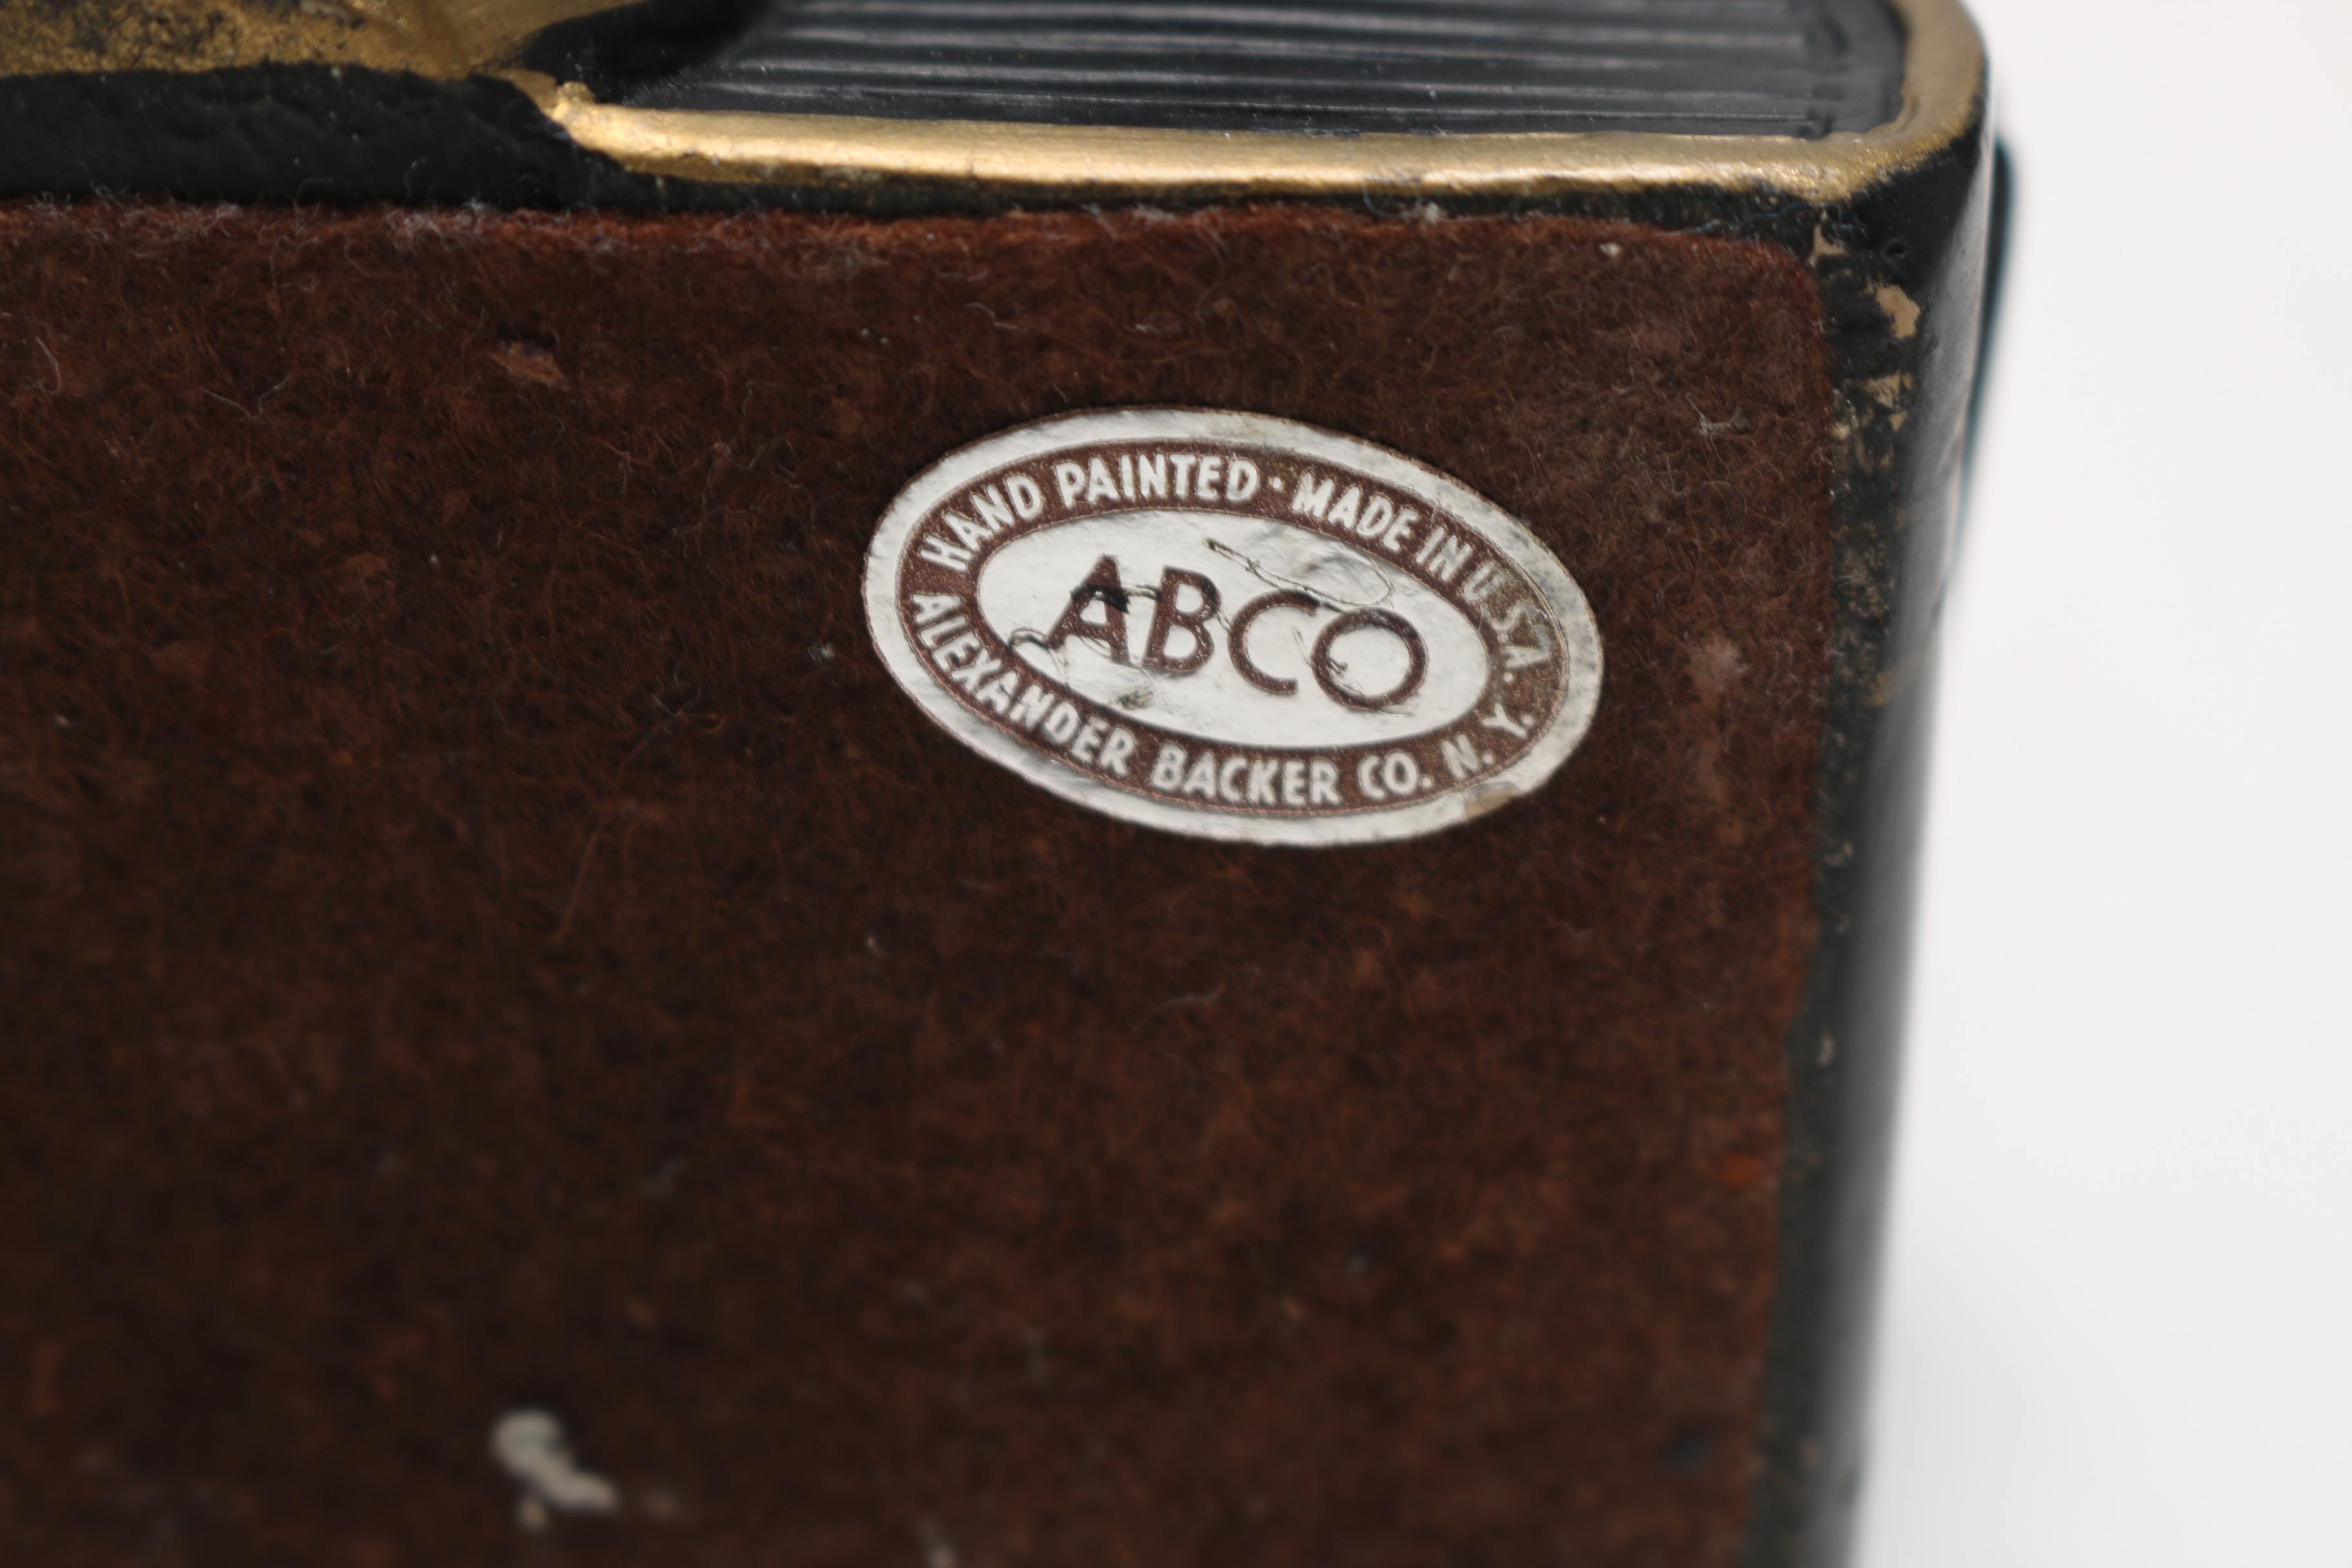 HAND PAINTED · MADE IN U.S.A.
ABCO
ALEXANDER BACKER CO. N. Y.